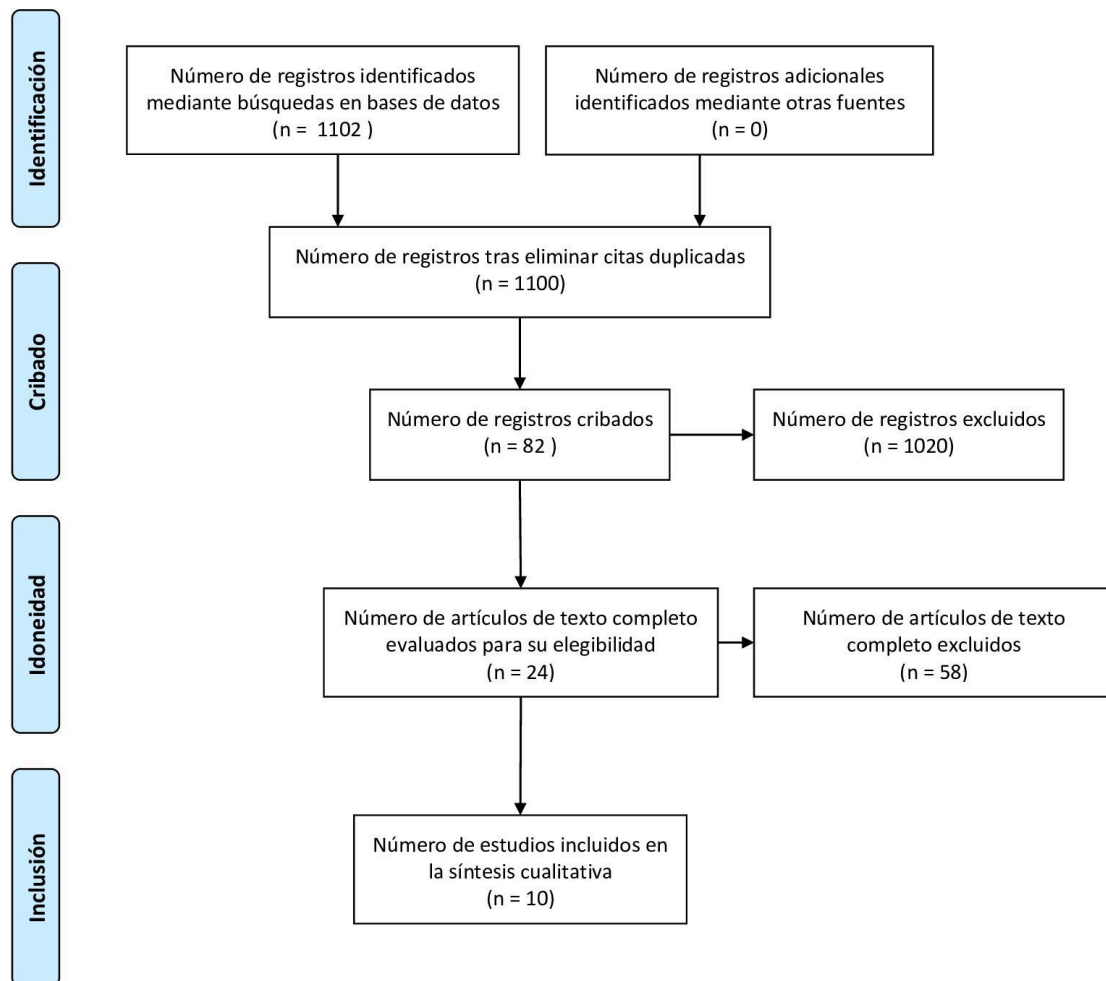 Identificación
Número de registros identificados
mediante búsquedas en bases de datos
(n =  1102 )
Número de registros adicionales
identificados mediante otras fuentes
(n = 0)
Número de registros tras eliminar citas duplicadas
(n = 1100)
Cribado
Número de registros cribados
(n = 82 )
Número de registros excluidos
(n = 1020)
Idoneidad
Número de artículos de texto completo
evaluados para su elegibilidad
(n = 24)
Número de artículos de texto
completo excluidos
(n = 58)
Inclusión
Número de estudios incluidos en
la síntesis cualitativa
(n = 10)